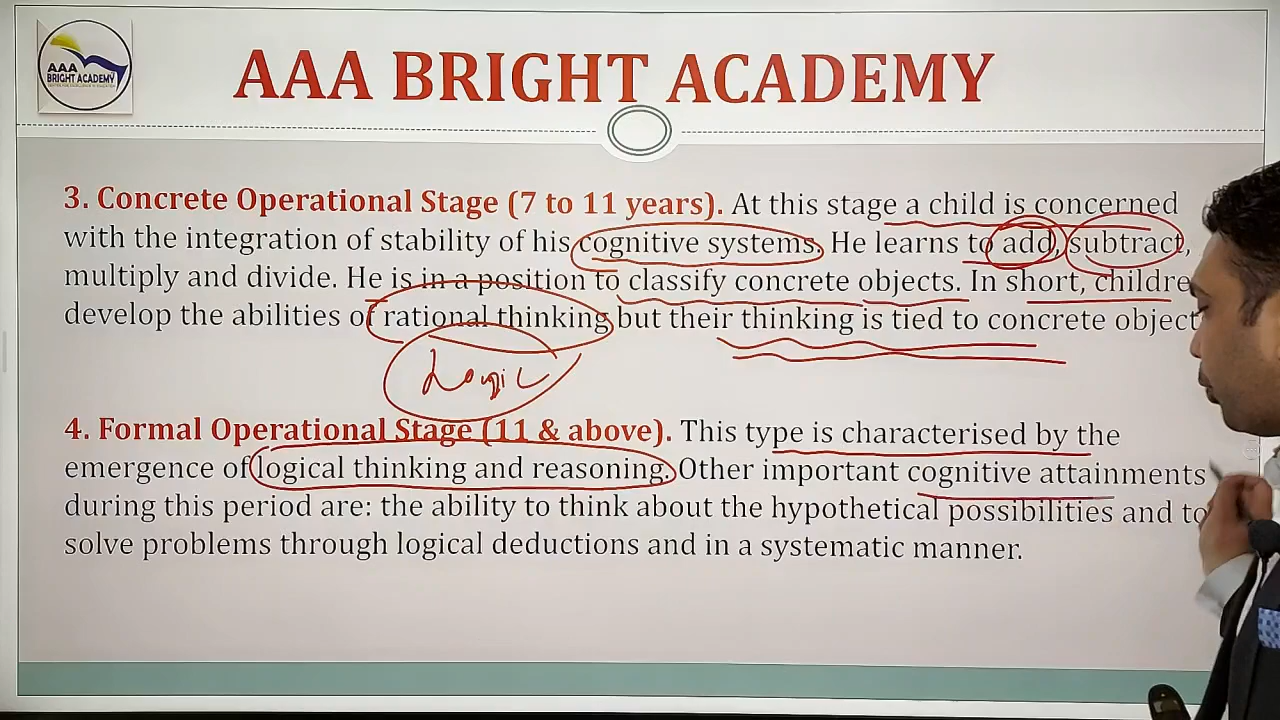 AAA
BRIGHT ACADEMY
AAA BRIGHT ACADEMY
3. Concrete Operational Stage (7 to 11 years). At this stage a child is concerned
with the integration of stability of his cognitive systems. He learns to add, subtract,
multiply and divide. He is in a position to classify concrete objects. In short, childre
develop the abilities of rational thinking but their thinking is tied to concrete object
Logic
4. Formal Operational Stage (11 & above). This type is characterised by the
emergence of logical thinking and reasoning. Other important cognitive attainments
during this period are: the ability to think about the hypothetical possibilities and to
solve problems through logical deductions and in a systematic manner.